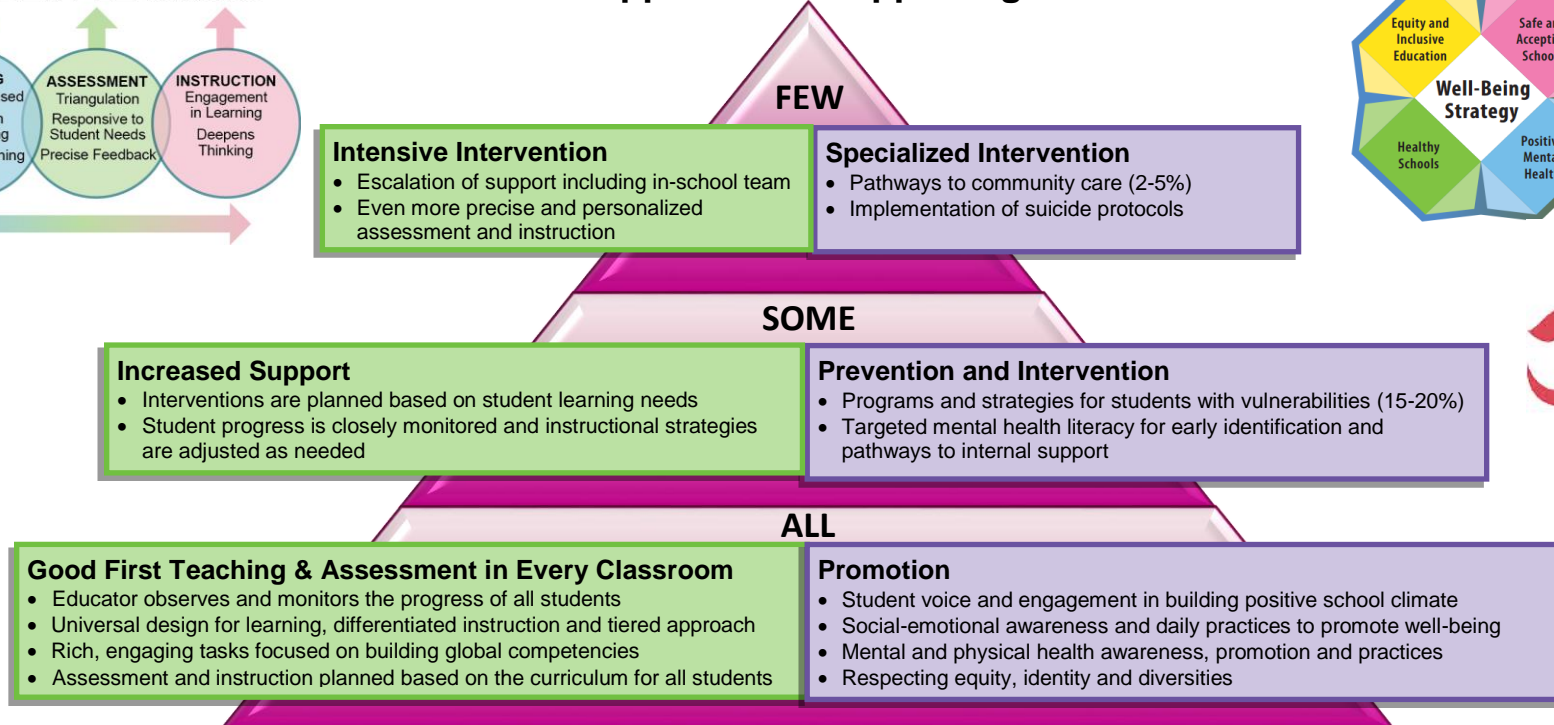 ASSESSMENT
Triangulation
Responsive to
Student Needs
Precise Feedback
INSTRUCTION
Engagement
in Learning
Deepens
Thinking
Equity and
Inclusive
Education
Well-Being
Strategy
Healthy
Schools
FEW
Intensive Intervention
• Escalation of support including in-school team
• Even more precise and personalized
assessment and instruction
Specialized Intervention
• Pathways to community care (2-5%)
• Implementation of suicide protocols
SOME
Increased Support
• Interventions are planned based on student learning needs
• Student progress is closely monitored and instructional strategies
are adjusted as needed
Prevention and Intervention
• Programs and strategies for students with vulnerabilities (15-20%)
• Targeted mental health literacy for early identification and
pathways to internal support
ALL
Good First Teaching & Assessment in Every Classroom
• Educator observes and monitors the progress of all students
• Universal design for learning, differentiated instruction and tiered approach
• Rich, engaging tasks focused on building global competencies
• Assessment and instruction planned based on the curriculum for all students
Promotion
• Student voice and engagement in building positive school climate
• Social-emotional awareness and daily practices to promote well-being
• Mental and physical health awareness, promotion and practices
• Respecting equity, identity and diversities